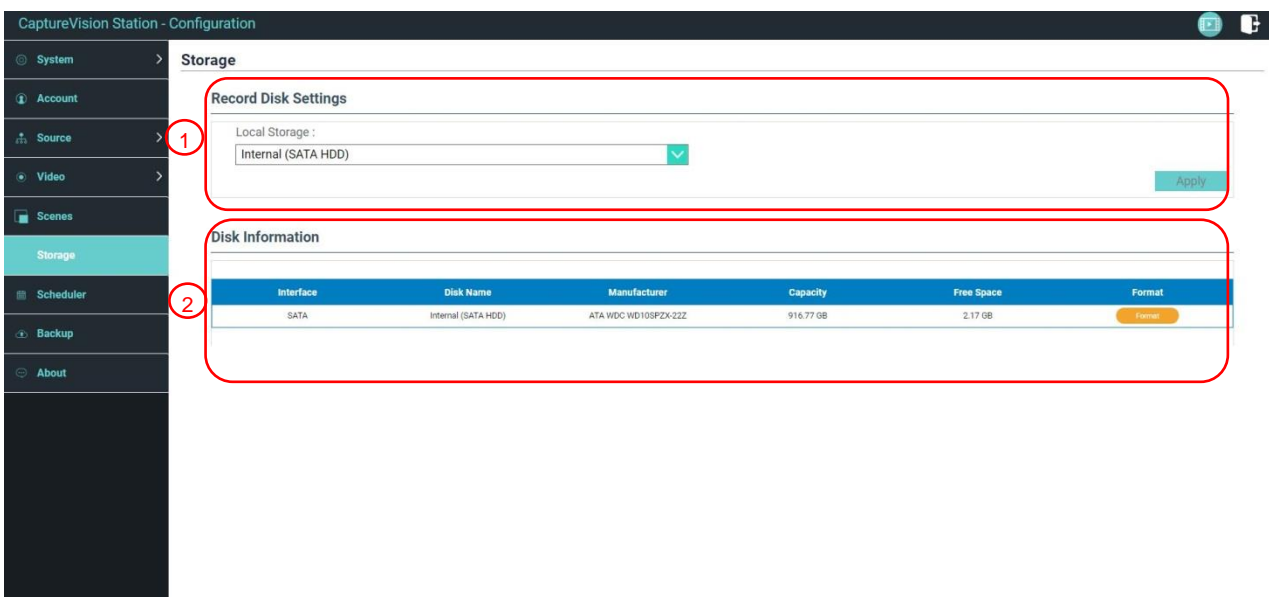 CaptureVision Station - Configuration
System
Account
Source
Video
Scenes
Storage
Scheduler
Backup
About
Storage
1
Record Disk Settings
Local Storage :
Internal (SATA HDD)
Apply
2
Disk Information
Interface Disk Name Manufacturer Capacity Free Space Format
SATA Internal (SATA HDD) ATA WDC WD10SPZX-22Z 916.77 GB 2.17 GB Format